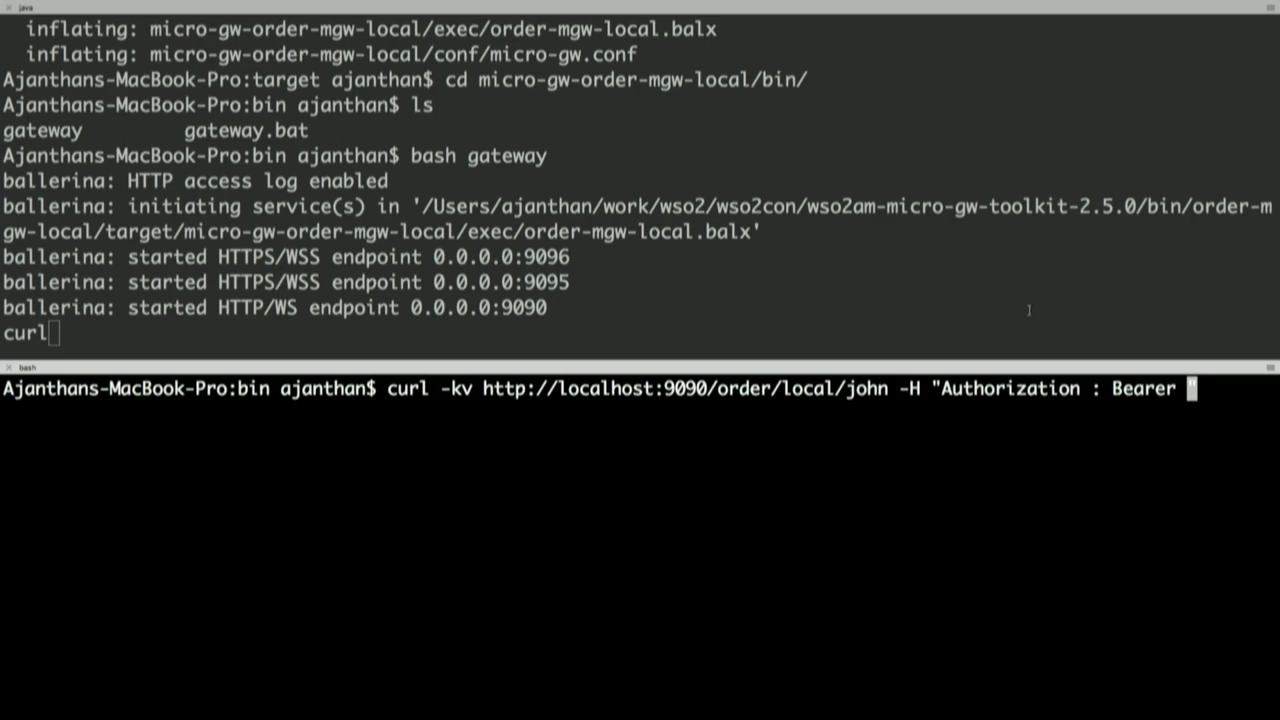 java
inflating: micro-gw-order-mgw-local/exec/order-mgw-local.balx
inflating: micro-gw-order-mgw-local/conf/micro-gw.conf
Ajanthans-MacBook-Pro:target ajanthan$ cd micro-gw-order-mgw-local/bin/
Ajanthans-MacBook-Pro:bin ajanthan$ ls
gateway gateway.bat
Ajanthans-MacBook-Pro:bin ajanthan$ bash gateway
ballerina: HTTP access log enabled
ballerina: initiating service(s) in '/Users/ajanthan/work/wso2/wso2con/wso2am-micro-gw-toolkit-2.5.0/bin/order-m
gw-local/target/micro-gw-order-mgw-local/exec/order-mgw-local.balx'
ballerina: started HTTPS/WSS endpoint 0.0.0.0:9096
ballerina: started HTTPS/WSS endpoint 0.0.0.0:9095
ballerina: started HTTP/WS endpoint 0.0.0.0:9090
curl
bash
Ajanthans-MacBook-Pro:bin ajanthan$ curl -kv http://localhost:9090/order/local/john -H "Authorization : Bearer "